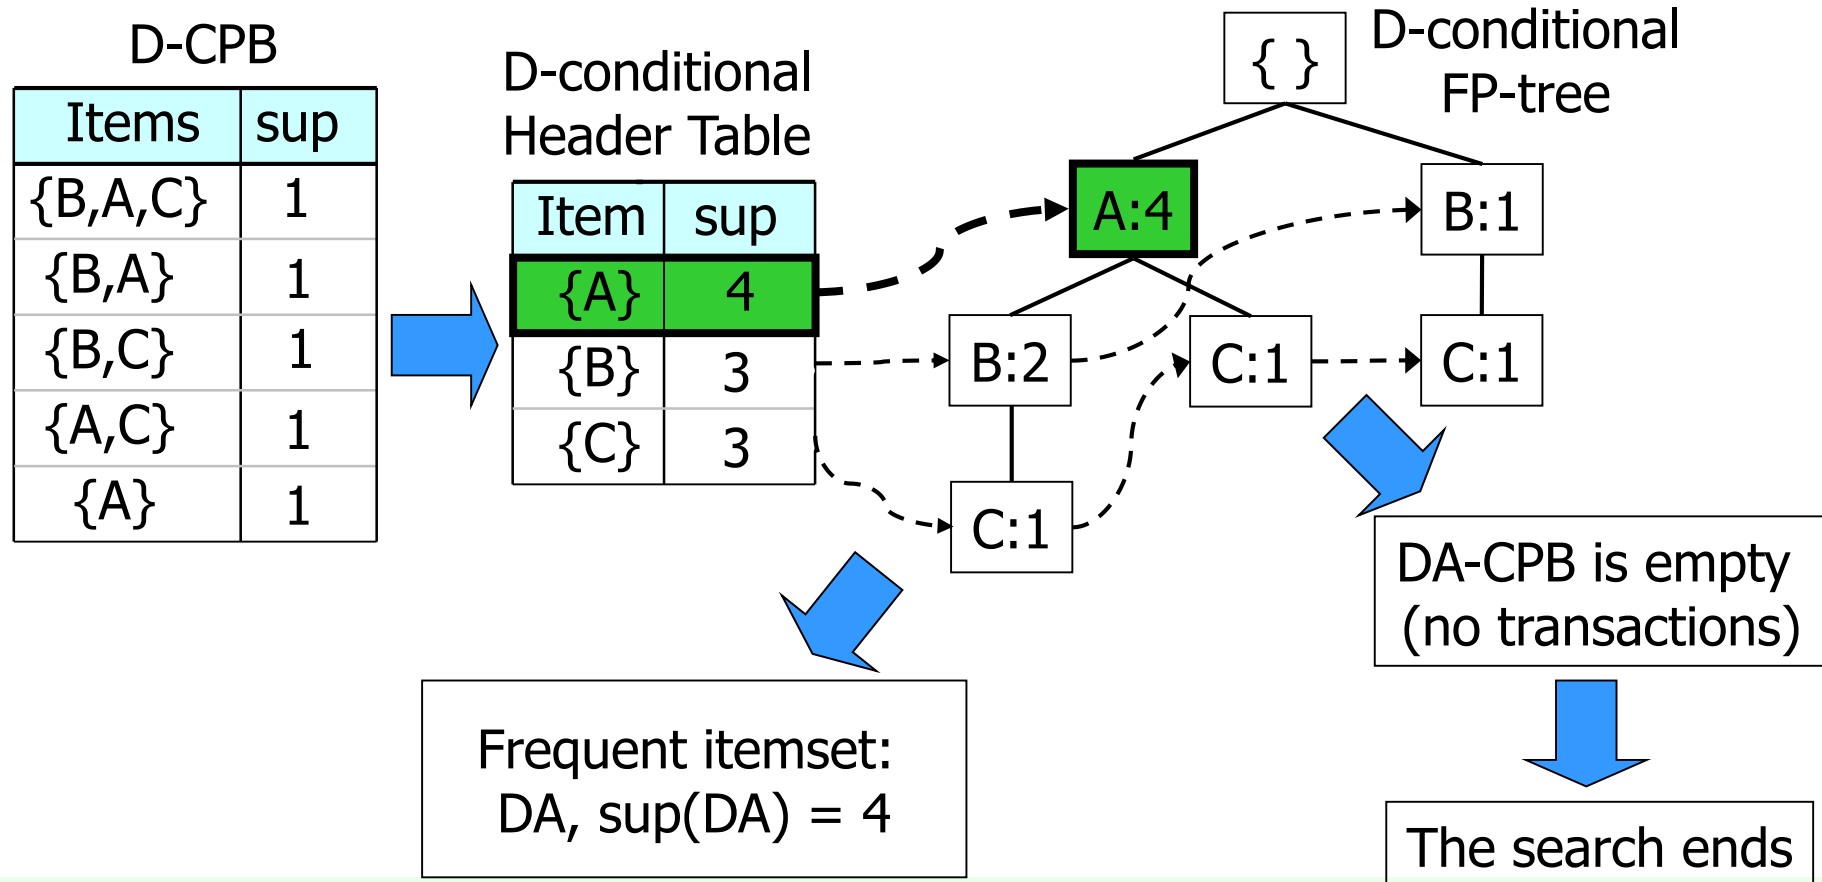 D-CPB
Items sup
{B,A,C} 1
{B,A} 1
{B,C} 1
{A,C} 1
{A} 1
D-conditional
Header Table
Item sup
{A} 4
{B} 3
{C} 3
D-conditional
FP-tree
{ }
A:4 B:1
B:2 C:1 C:1
C:1
DA-CPB is empty
(no transactions)
Frequent itemset:
DA, sup(DA) = 4
The search ends